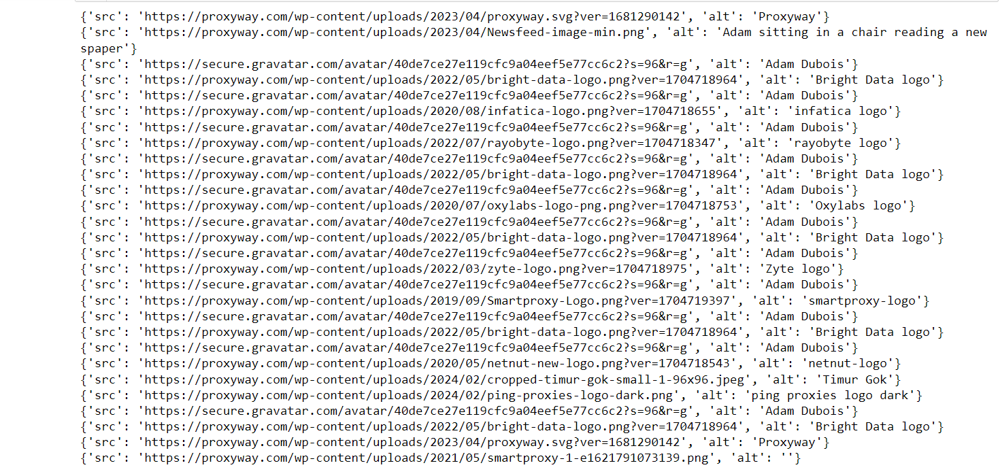 {'src': 'https://proxyway.com/wp-content/uploads/2023/04/proxyway.svg?ver=1681290142', 'alt': 'Proxyway'}
{'src': 'https://proxyway.com/wp-content/uploads/2023/04/Newsfeed-image-min.png', 'alt': 'Adam sitting in a chair reading a new
spaper'}
{'src': 'https://secure.gravatar.com/avatar/40de7ce27e119cfc9a04eef5e77cc6c2?s=96&r=g', 'alt': 'Adam Dubois'}
{'src': 'https://proxyway.com/wp-content/uploads/2022/05/bright-data-logo.png?ver=1704718964', 'alt': 'Bright Data logo'}
{'src': 'https://secure.gravatar.com/avatar/40de7ce27e119cfc9a04eef5e77cc6c2?s=96&r=g', 'alt': 'Adam Dubois'}
{'src': 'https://proxyway.com/wp-content/uploads/2020/08/infatica-logo.png?ver=1704718655', 'alt': 'infatica logo'}
{'src': 'https://secure.gravatar.com/avatar/40de7ce27e119cfc9a04eef5e77cc6c2?s=96&r=g', 'alt': 'Adam Dubois'}
{'src': 'https://proxyway.com/wp-content/uploads/2022/07/rayobyte-logo.png?ver=1704718347', 'alt': 'rayobyte logo'}
{'src': 'https://secure.gravatar.com/avatar/40de7ce27e119cfc9a04eef5e77cc6c2?s=96&r=g', 'alt': 'Adam Dubois'}
{'src': 'https://proxyway.com/wp-content/uploads/2022/05/bright-data-logo.png?ver=1704718964', 'alt': 'Bright Data logo'}
{'src': 'https://secure.gravatar.com/avatar/40de7ce27e119cfc9a04eef5e77cc6c2?s=96&r=g', 'alt': 'Adam Dubois'}
{'src': 'https://proxyway.com/wp-content/uploads/2020/07/oxylabs-logo-png.png?ver=1704718753', 'alt': 'Oxylabs logo'}
{'src': 'https://secure.gravatar.com/avatar/40de7ce27e119cfc9a04eef5e77cc6c2?s=96&r=g', 'alt': 'Adam Dubois'}
{'src': 'https://proxyway.com/wp-content/uploads/2022/05/bright-data-logo.png?ver=1704718964', 'alt': 'Bright Data logo'}
{'src': 'https://secure.gravatar.com/avatar/40de7ce27e119cfc9a04eef5e77cc6c2?s=96&r=g', 'alt': 'Adam Dubois'}
{'src': 'https://proxyway.com/wp-content/uploads/2022/03/zyte-logo.png?ver=1704718975', 'alt': 'Zyte logo'}
{'src': 'https://secure.gravatar.com/avatar/40de7ce27e119cfc9a04eef5e77cc6c2?s=96&r=g', 'alt': 'Adam Dubois'}
{'src': 'https://proxyway.com/wp-content/uploads/2019/09/Smartproxy-Logo.png?ver=1704719397', 'alt': 'smartproxy-logo'}
{'src': 'https://secure.gravatar.com/avatar/40de7ce27e119cfc9a04eef5e77cc6c2?s=96&r=g', 'alt': 'Adam Dubois'}
{'src': 'https://proxyway.com/wp-content/uploads/2022/05/bright-data-logo.png?ver=1704718964', 'alt': 'Bright Data logo'}
{'src': 'https://secure.gravatar.com/avatar/40de7ce27e119cfc9a04eef5e77cc6c2?s=96&r=g', 'alt': 'Adam Dubois'}
{'src': 'https://proxyway.com/wp-content/uploads/2020/05/netnut-new-logo.png?ver=1704718543', 'alt': 'netnut-logo'}
{'src': 'https://proxyway.com/wp-content/uploads/2024/02/cropped-timur-gok-small-1-96x96.jpeg', 'alt': 'Timur Gok'}
{'src': 'https://proxyway.com/wp-content/uploads/2024/02/ping-proxies-logo-dark.png', 'alt': 'ping proxies logo dark'}
{'src': 'https://secure.gravatar.com/avatar/40de7ce27e119cfc9a04eef5e77cc6c2?s=96&r=g', 'alt': 'Adam Dubois'}
{'src': 'https://proxyway.com/wp-content/uploads/2022/05/bright-data-logo.png?ver=1704718964', 'alt': 'Bright Data logo'}
{'src': 'https://proxyway.com/wp-content/uploads/2023/04/proxyway.svg?ver=1681290142', 'alt': 'Proxyway'}
{'src': 'https://proxyway.com/wp-content/uploads/2021/05/smartproxy-1-e1621791073139.png', 'alt': ''}